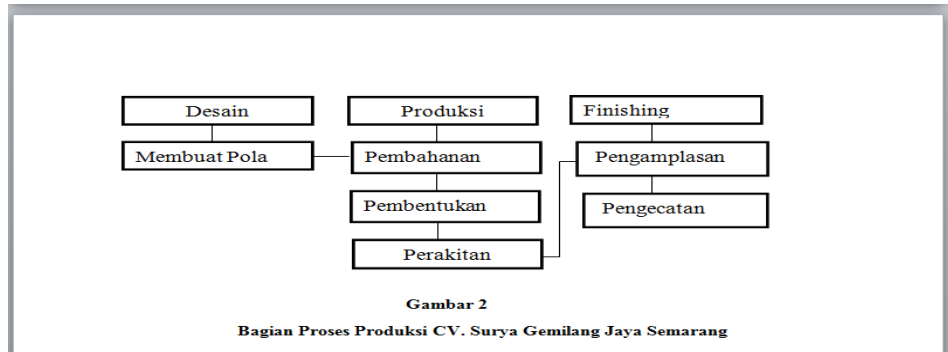 Desain
Membuat Pola
Produksi
Pembahanan
Pembentukan
Perakitan
Finishing
Pengamplasan
Pengecatan
Gambar 2
Bagian Proses Produksi CV. Surya Gemilang Jaya Semarang